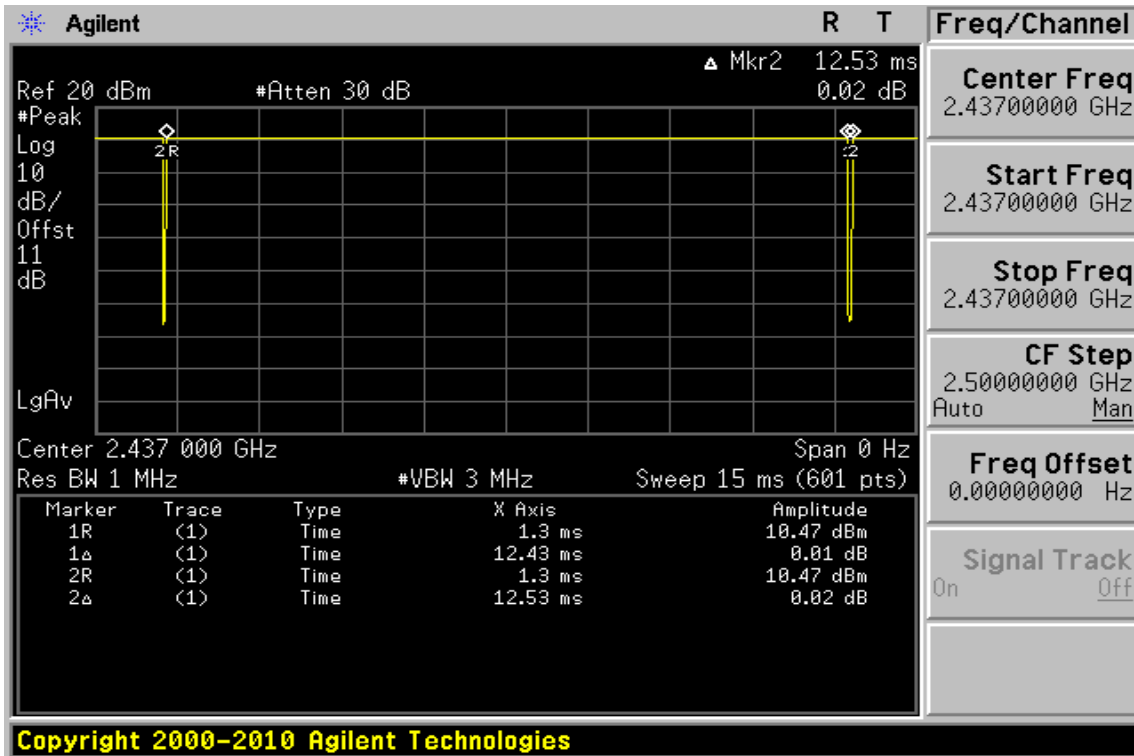 Agilent R T
Freq/Channel
Δ Mkr2 12.53 ms
Ref 20 dBm #Atten 30 dB 0.02 dB
#Peak
Log
10
dB/
Offst
11
dB
LgAv
2R
:2
Center 2.437 000 GHz Span 0 Hz
Res BW 1 MHz #VBW 3 MHz Sweep 15 ms (601 pts)
Marker Trace Type X Axis Amplitude
1R (1) Time 1.3 ms 10.47 dBm
1Δ (1) Time 12.43 ms 0.01 dB
2R (1) Time 1.3 ms 10.47 dBm
2Δ (1) Time 12.53 ms 0.02 dB
Center Freq
2.43700000 GHz
Start Freq
2.43700000 GHz
Stop Freq
2.43700000 GHz
CF Step
2.50000000 GHz
Auto Man
Freq Offset
0.00000000 Hz
Signal Track
On Off
Copyright 2000-2010 Agilent Technologies